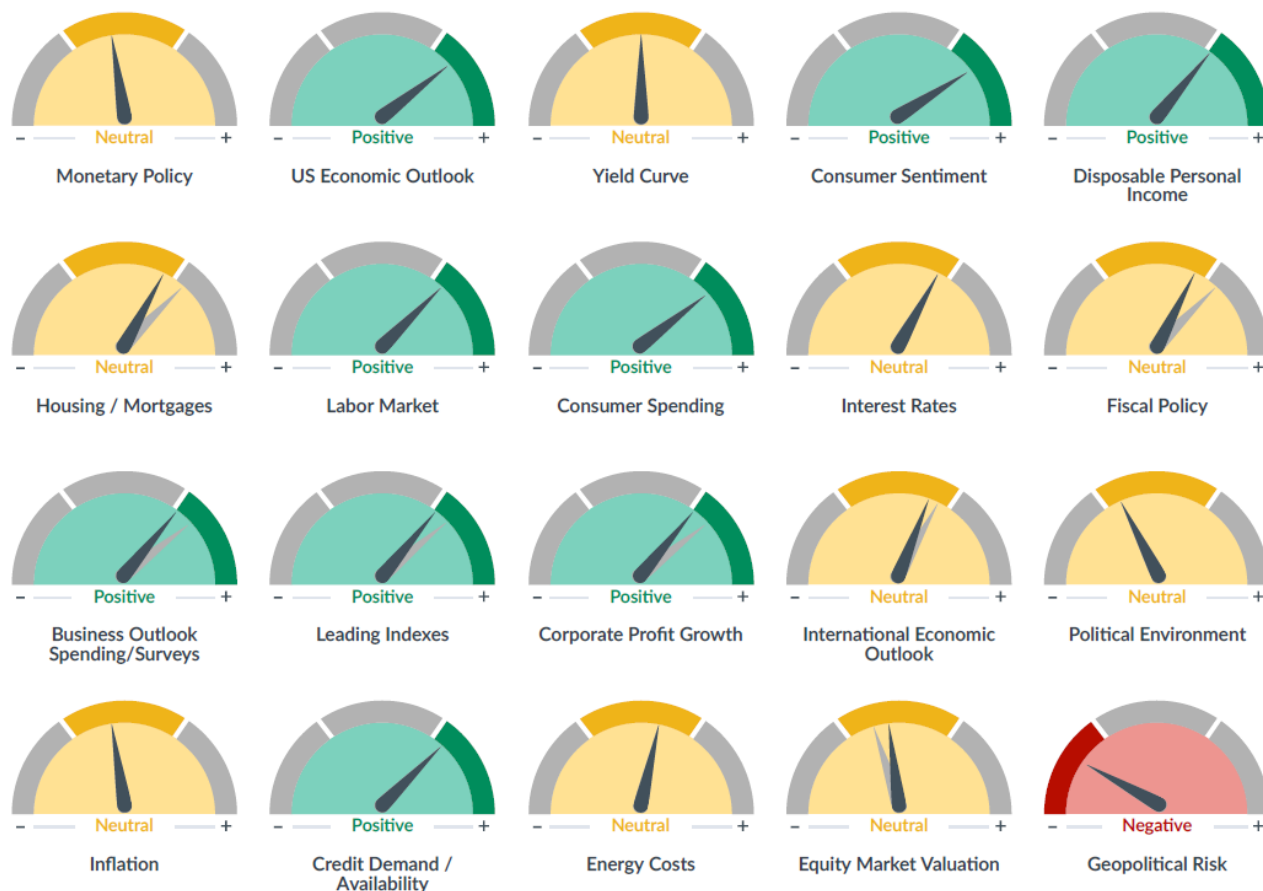 - Neutral +
- Positive +
- Neutral +
- Positive +
- Positive +
Monetary Policy
US Economic Outlook
Yield Curve
Consumer Sentiment
Disposable Personal
Income
- Neutral +
- Positive +
- Positive +
- Neutral +
- Neutral +
Housing / Mortgages
Labor Market
Consumer Spending
Interest Rates
Fiscal Policy
- Positive +
- Positive +
- Positive +
- Neutral +
- Neutral +
Business Outlook
Spending/Surveys
Leading Indexes
Corporate Profit Growth
International Economic
Outlook
Political Environment
- Neutral +
- Positive +
- Neutral +
- Neutral +
- Negative +
Inflation
Credit Demand /
Availability
Energy Costs
Equity Market Valuation
Geopolitical Risk